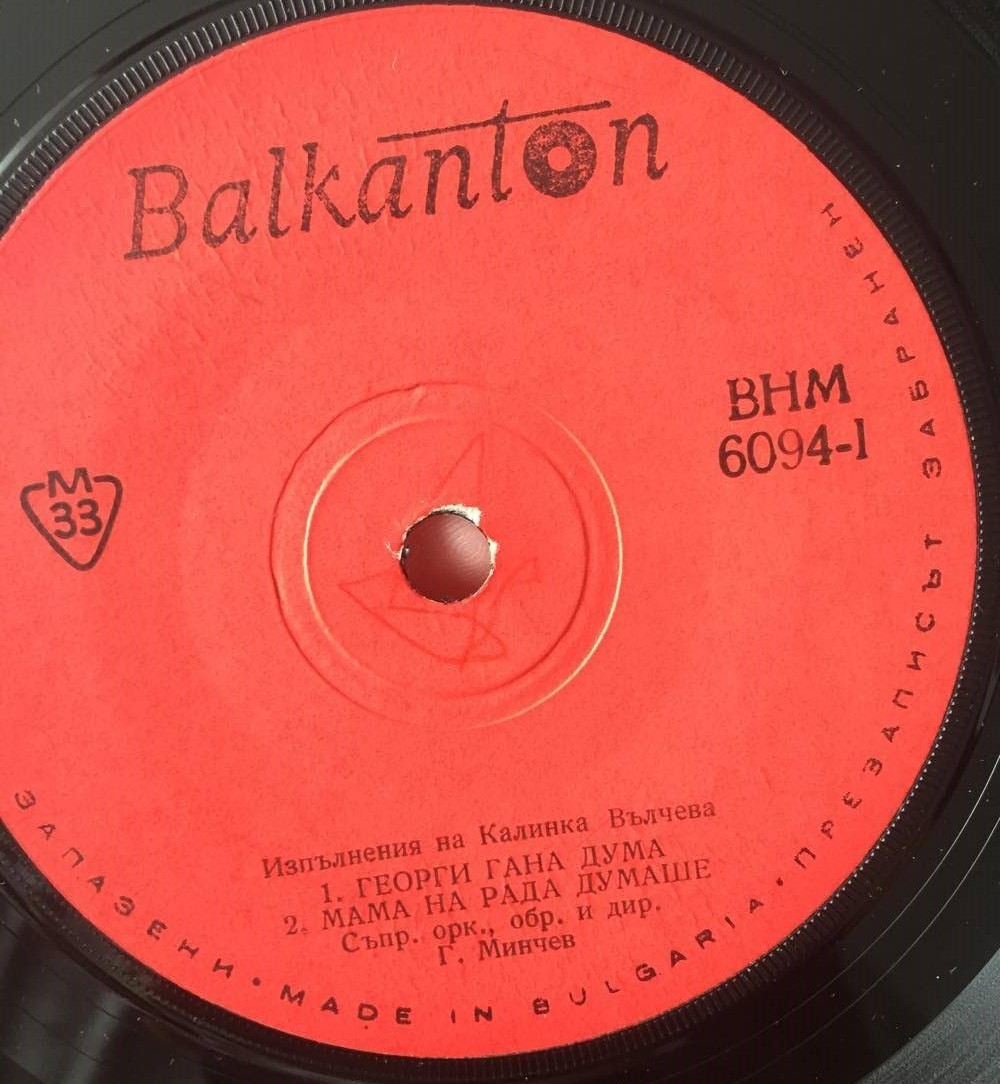 Balkanton
ВНМ
6094-I
M
33
Изпълнения на Калинка Вълчева
1. ГЕОРГИ ГАНА ДУМА
2. МАМА НА РАДА ДУМАШЕ
Съпр. орк., обр. и дир.
Г. Минчев
ЗАПАЗЕНИ • MADE IN BULGARIA • ПРЕЗАПИСЪТ ЗАБРАНЕН